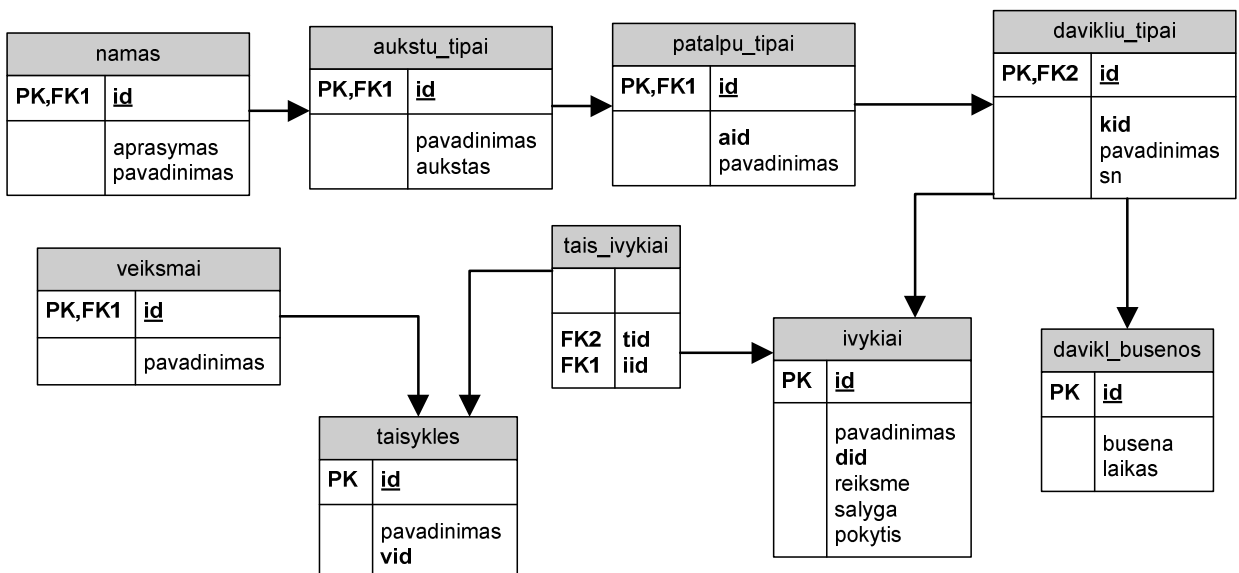 namas
PK,FK1 id
aprasymas
pavadinimas
aukstu_tipai
PK,FK1 id
pavadinimas
aukstas
patalpu_tipai
PK,FK1 id
aid
pavadinimas
davikliu_tipai
PK,FK2 id
kid
pavadinimas
sn
veiksmai
PK,FK1 id
pavadinimas
tais_ivykiai
FK2 tid
FK1 iid
taisykles
PK id
pavadinimas
vid
ivykiai
PK id
pavadinimas
did
reiksme
salyga
pokytis
davikl_busenos
PK id
busena
laikas